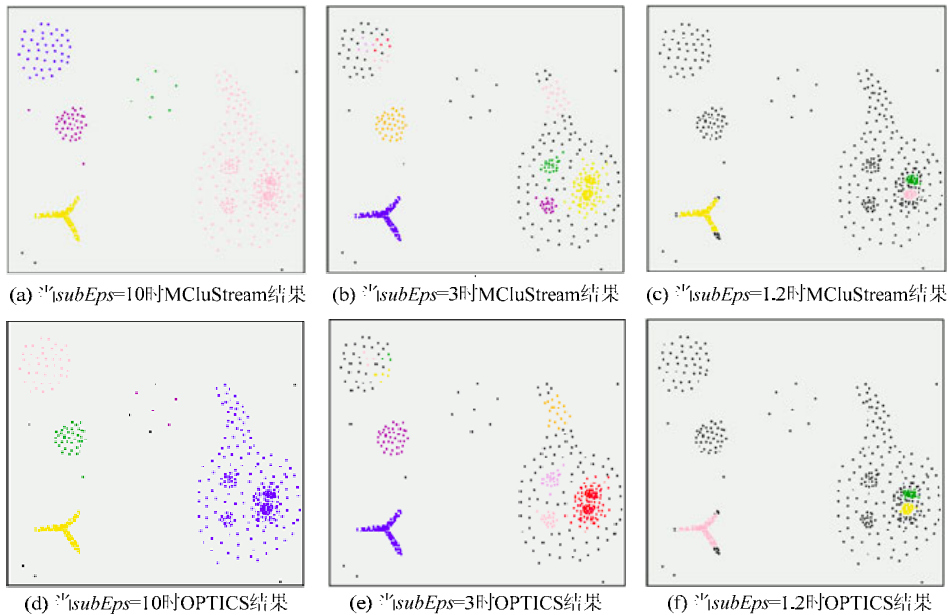 (a) 当subEps=10时MCluStream结果
(b) 当subEps=3时MCluStream结果
(c) 当subEps=1.2时MCluStream结果
(d) 当subEps=10时OPTICS结果
(e) 当subEps=3时OPTICS结果
(f) 当subEps=1.2时OPTICS结果